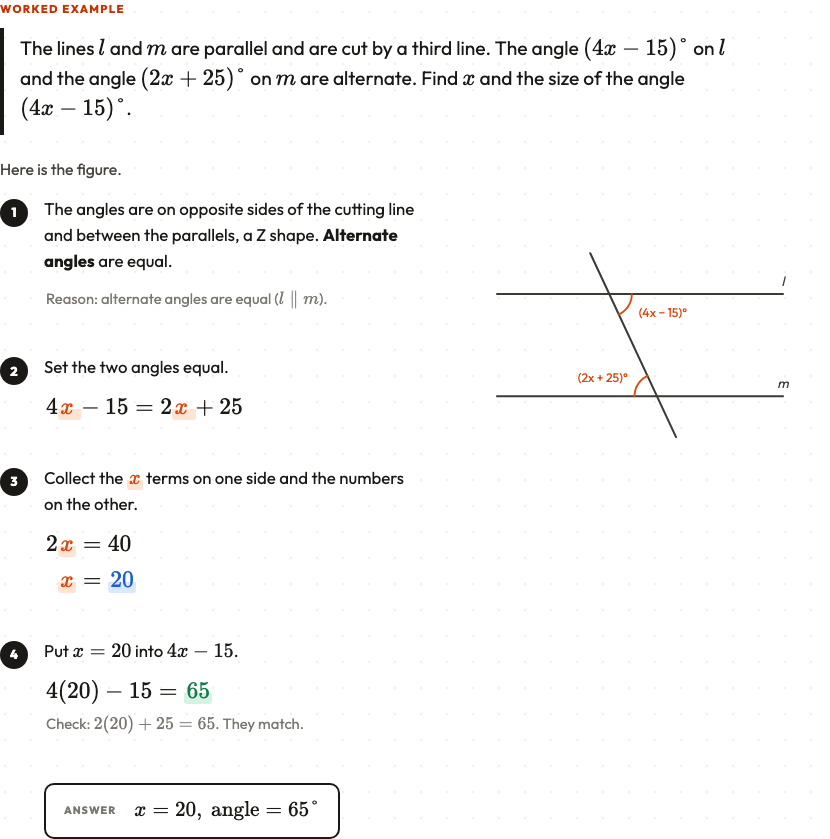 WORKED EXAMPLE
The lines l and m are parallel and are cut by a third line. The angle (4x − 15)° on l
and the angle (2x + 25)° on m are alternate. Find x and the size of the angle
(4x − 15)°.
Here is the figure.
1
The angles are on opposite sides of the cutting line
and between the parallels, a Z shape. Alternate
angles are equal.
Reason: alternate angles are equal (l ∥ m).
2
Set the two angles equal.
4x − 15 = 2x + 25
3
Collect the x terms on one side and the numbers
on the other.
2x = 40
x = 20
4
Put x = 20 into 4x − 15.
4(20) − 15 = 65
Check: 2(20) + 25 = 65. They match.
ANSWER x = 20, angle = 65°
l
(4x − 15)°
(2x + 25)°
m